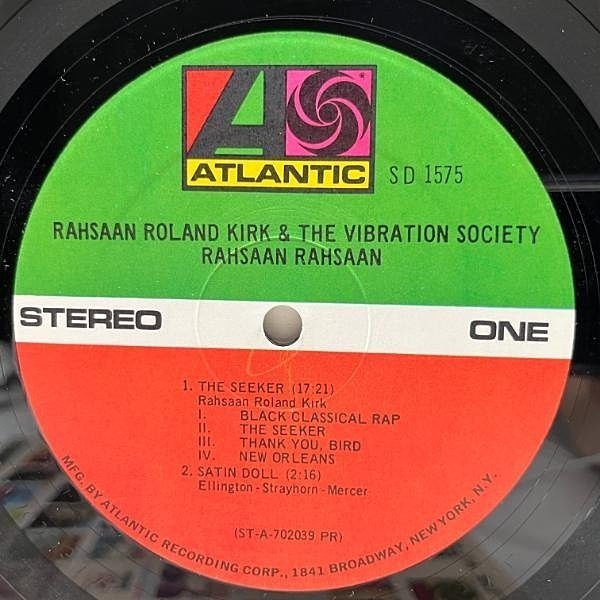 ATLANTIC
SD 1575
RAHSAAN ROLAND KIRK & THE VIBRATION SOCIETY
RAHSAAN RAHSAAN
STEREO
ONE
1. THE SEEKER (17:21)
Rahsaan Roland Kirk
I. BLACK CLASSICAL RAP
II. THE SEEKER
III. THANK YOU, BIRD
IV. NEW ORLEANS
2. SATIN DOLL (2:16)
Ellington-Strayhorn-Mercer
(ST-A-702039 PR)
MFG. BY ATLANTIC RECORDING CORP., 1841 BROADWAY, NEW YORK, N.Y.